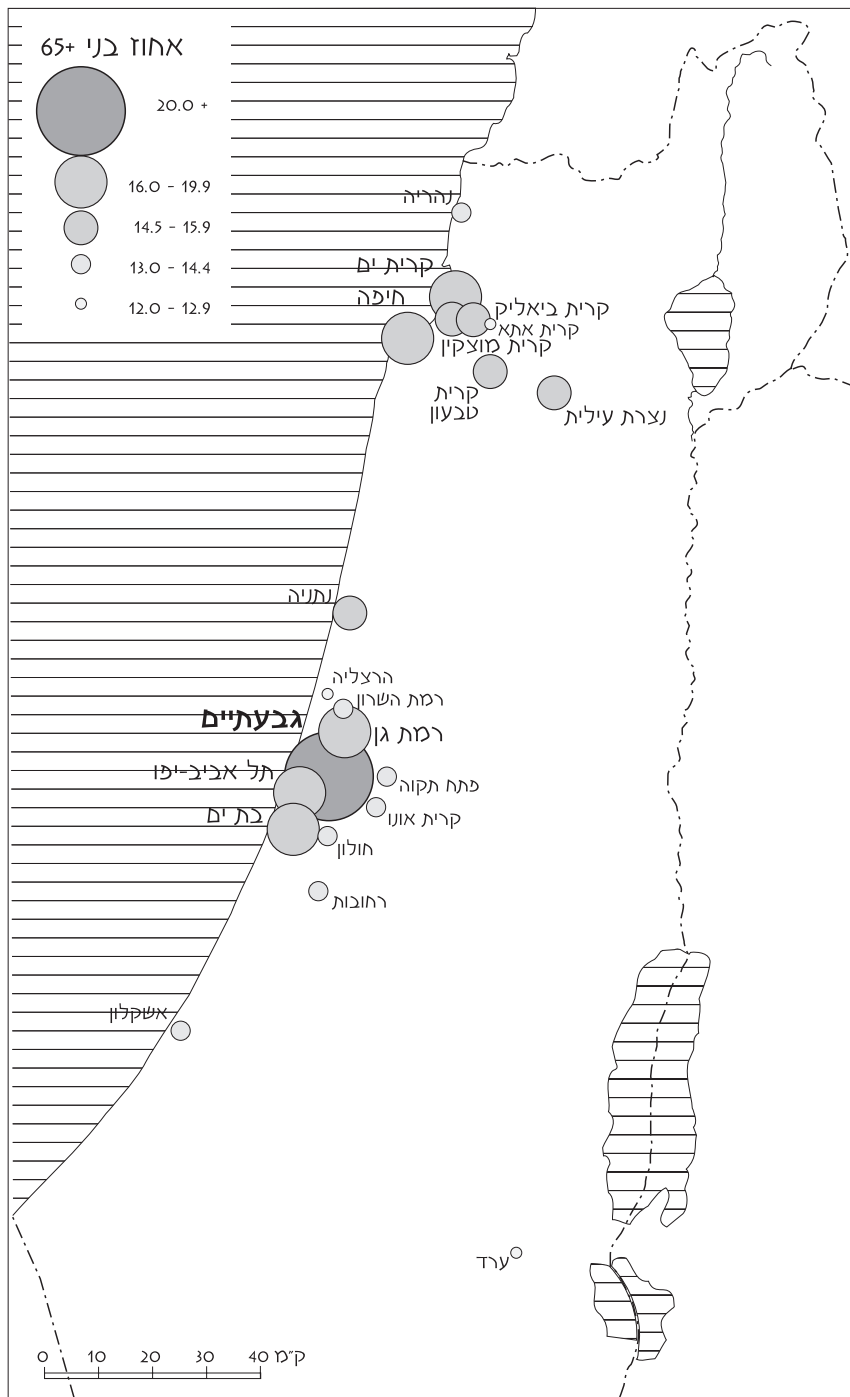 אחוז בני 65+
20.0 +
16.0 - 19.9
14.5 - 15.9
13.0 - 14.4
12.0 - 12.9
נהריה
קרית ים
חיפה
קרית ביאליק
קרית אתא
קרית מוצקין
קרית
טבעון
נצרת עילית
נתניה
הרצליה
רמת השרון
גבעתיים
רמת גן
תל אביב-יפו
פתח תקוה
בת ים
קרית אונו
חולון
רחובות
אשקלון
ערד
0 10 20 30 40 ק״מ